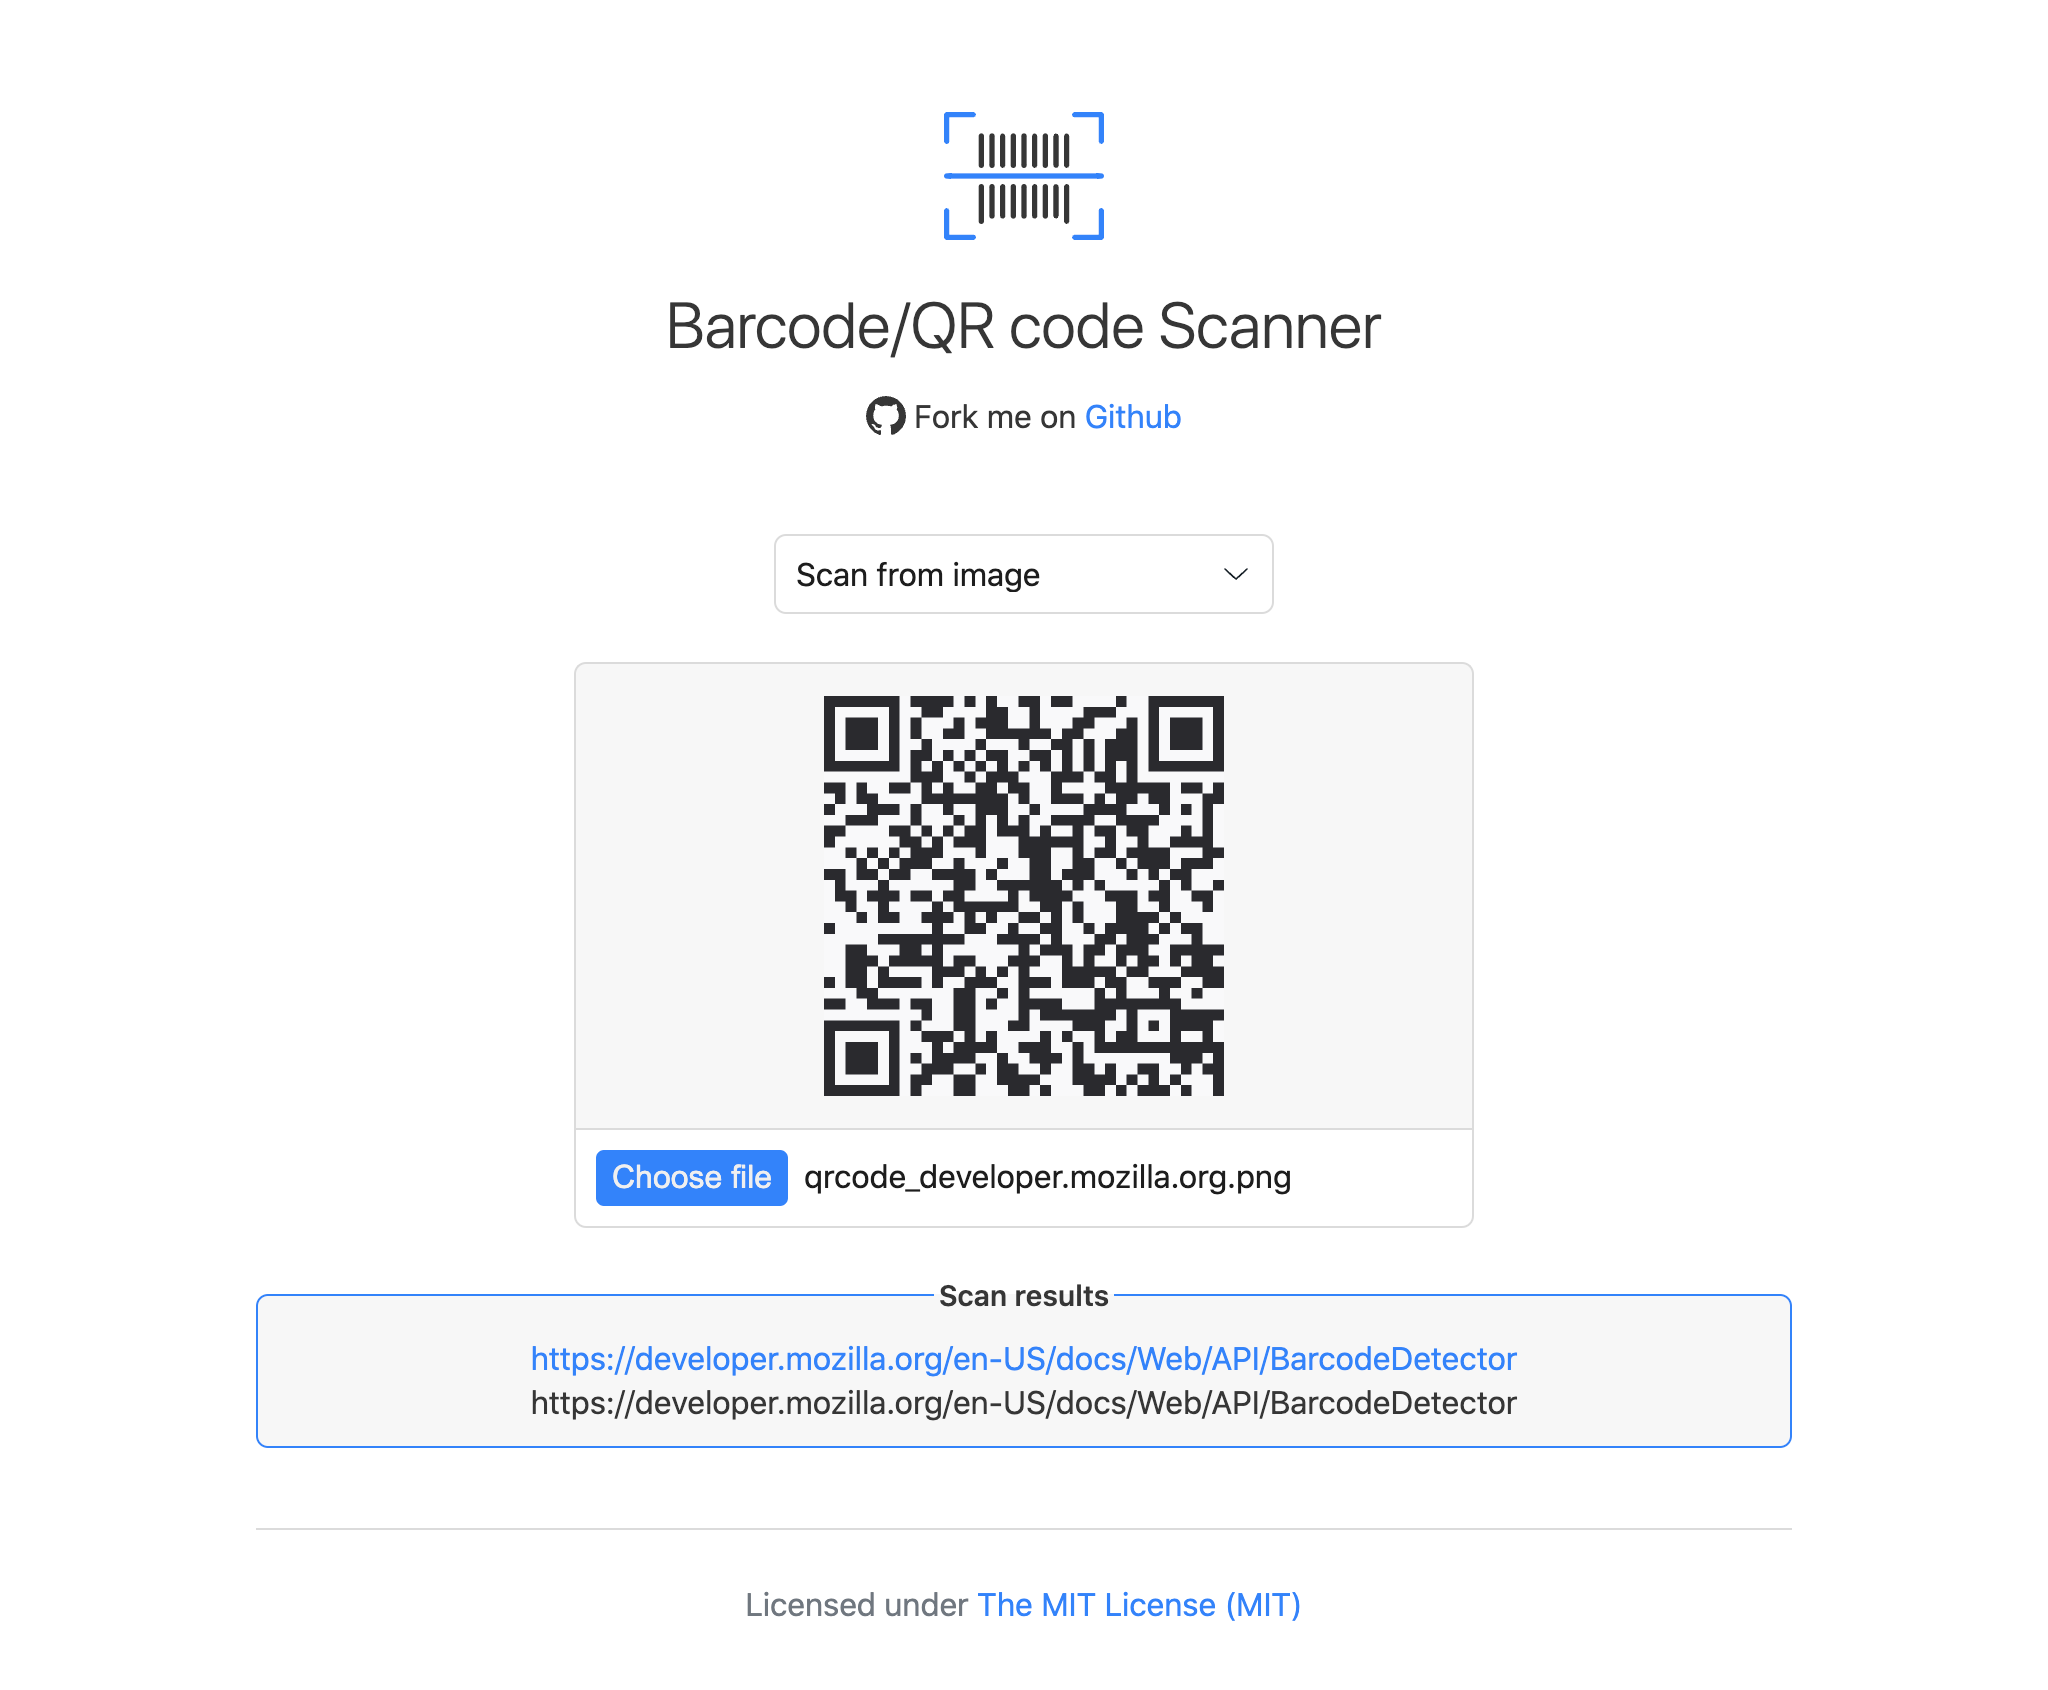 Barcode/QR code Scanner
Fork me on Github
Scan from image
Choose file qrcode_developer.mozilla.org.png
Scan results
https://developer.mozilla.org/en-US/docs/Web/API/BarcodeDetector
https://developer.mozilla.org/en-US/docs/Web/API/BarcodeDetector
Licensed under The MIT License (MIT)